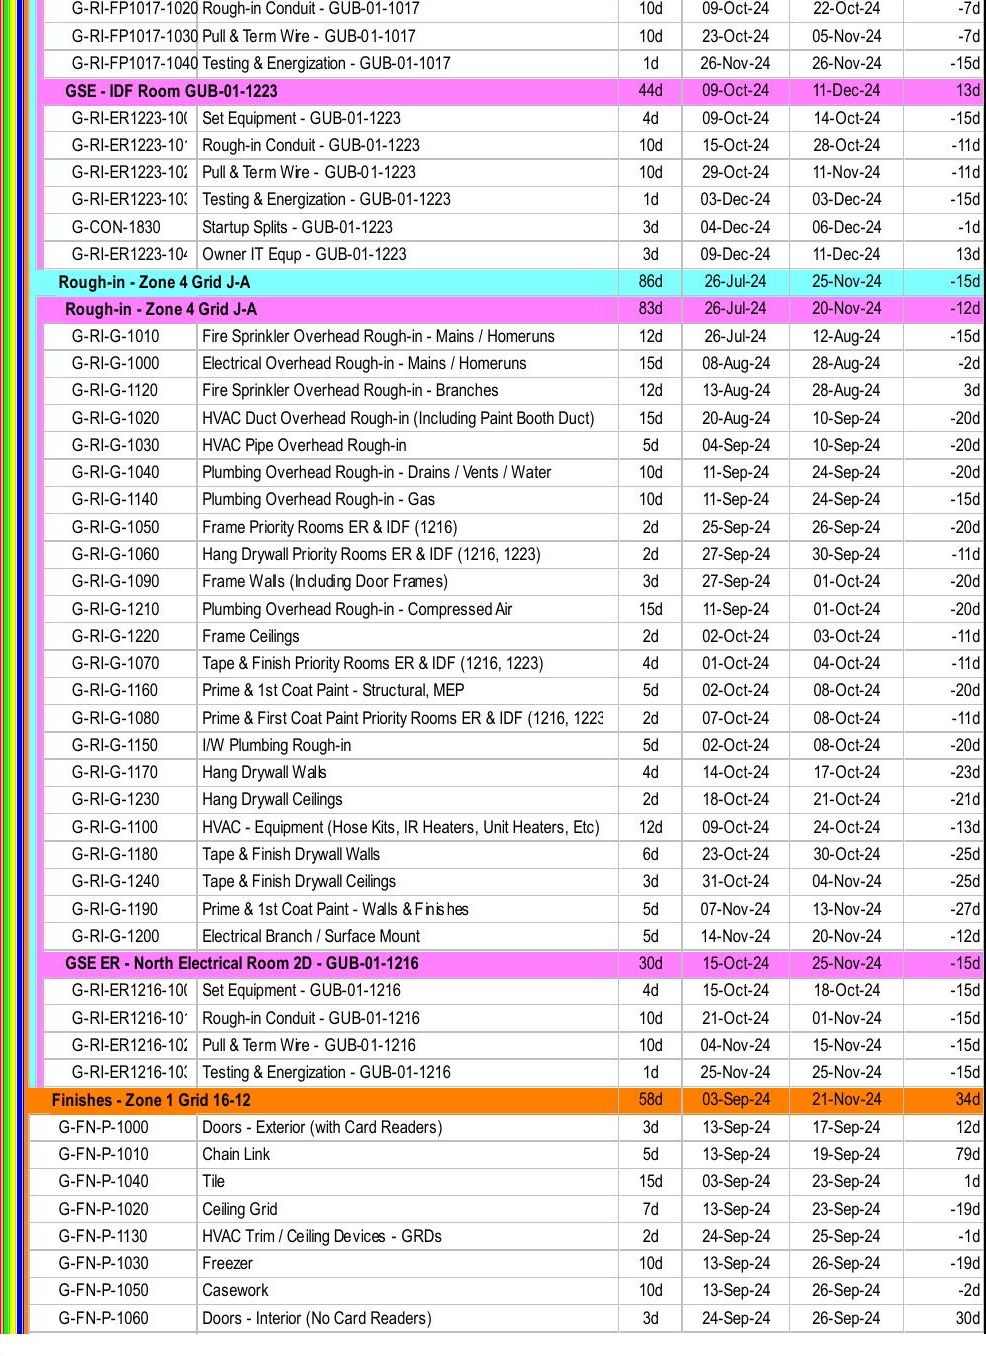 G-RI-FP1017-1020 Rough-in Conduit - GUB-01-1017 10d 09-Oct-24 22-Oct-24 -7d
G-RI-FP1017-1030 Pull & Term Wire - GUB-01-1017 10d 23-Oct-24 05-Nov-24 -7d
G-RI-FP1017-1040 Testing & Energization - GUB-01-1017 1d 26-Nov-24 26-Nov-24 -15d
GSE - IDF Room GUB-01-1223 44d 09-Oct-24 11-Dec-24 13d
G-RI-ER1223-100 Set Equipment - GUB-01-1223 4d 09-Oct-24 14-Oct-24 -15d
G-RI-ER1223-101 Rough-in Conduit - GUB-01-1223 10d 15-Oct-24 28-Oct-24 -11d
G-RI-ER1223-102 Pull & Term Wire - GUB-01-1223 10d 29-Oct-24 11-Nov-24 -11d
G-RI-ER1223-103 Testing & Energization - GUB-01-1223 1d 03-Dec-24 03-Dec-24 -15d
G-CON-1830 Startup Splits - GUB-01-1223 3d 04-Dec-24 06-Dec-24 -1d
G-RI-ER1223-104 Owner IT Equp - GUB-01-1223 3d 09-Dec-24 11-Dec-24 13d
Rough-in - Zone 4 Grid J-A 86d 26-Jul-24 25-Nov-24 -15d
Rough-in - Zone 4 Grid J-A 83d 26-Jul-24 20-Nov-24 -12d
G-RI-G-1010 Fire Sprinkler Overhead Rough-in - Mains / Homeruns 12d 26-Jul-24 12-Aug-24 -15d
G-RI-G-1000 Electrical Overhead Rough-in - Mains / Homeruns 15d 08-Aug-24 28-Aug-24 -2d
G-RI-G-1120 Fire Sprinkler Overhead Rough-in - Branches 12d 13-Aug-24 28-Aug-24 3d
G-RI-G-1020 HVAC Duct Overhead Rough-in (Including Paint Booth Duct) 15d 20-Aug-24 10-Sep-24 -20d
G-RI-G-1030 HVAC Pipe Overhead Rough-in 5d 04-Sep-24 10-Sep-24 -20d
G-RI-G-1040 Plumbing Overhead Rough-in - Drains / Vents / Water 10d 11-Sep-24 24-Sep-24 -20d
G-RI-G-1140 Plumbing Overhead Rough-in - Gas 10d 11-Sep-24 24-Sep-24 -15d
G-RI-G-1050 Frame Priority Rooms ER & IDF (1216) 2d 25-Sep-24 26-Sep-24 -20d
G-RI-G-1060 Hang Drywall Priority Rooms ER & IDF (1216, 1223) 2d 27-Sep-24 30-Sep-24 -11d
G-RI-G-1090 Frame Walls (Including Door Frames) 3d 27-Sep-24 01-Oct-24 -20d
G-RI-G-1210 Plumbing Overhead Rough-in - Compressed Air 15d 11-Sep-24 01-Oct-24 -20d
G-RI-G-1220 Frame Ceilings 2d 02-Oct-24 03-Oct-24 -11d
G-RI-G-1070 Tape & Finish Priority Rooms ER & IDF (1216, 1223) 4d 01-Oct-24 04-Oct-24 -11d
G-RI-G-1160 Prime & 1st Coat Paint - Structural, MEP 5d 02-Oct-24 08-Oct-24 -20d
G-RI-G-1080 Prime & First Coat Paint Priority Rooms ER & IDF (1216, 1223 2d 07-Oct-24 08-Oct-24 -11d
G-RI-G-1150 I/W Plumbing Rough-in 5d 02-Oct-24 08-Oct-24 -20d
G-RI-G-1170 Hang Drywall Walls 4d 14-Oct-24 17-Oct-24 -23d
G-RI-G-1230 Hang Drywall Ceilings 2d 18-Oct-24 21-Oct-24 -21d
G-RI-G-1100 HVAC - Equipment (Hose Kits, IR Heaters, Unit Heaters, Etc) 12d 09-Oct-24 24-Oct-24 -13d
G-RI-G-1180 Tape & Finish Drywall Walls 6d 23-Oct-24 30-Oct-24 -25d
G-RI-G-1240 Tape & Finish Drywall Ceilings 3d 31-Oct-24 04-Nov-24 -25d
G-RI-G-1190 Prime & 1st Coat Paint - Walls & Finishes 5d 07-Nov-24 13-Nov-24 -27d
G-RI-G-1200 Electrical Branch / Surface Mount 5d 14-Nov-24 20-Nov-24 -12d
GSE ER - North Electrical Room 2D - GUB-01-1216 30d 15-Oct-24 25-Nov-24 -15d
G-RI-ER1216-100 Set Equipment - GUB-01-1216 4d 15-Oct-24 18-Oct-24 -15d
G-RI-ER1216-101 Rough-in Conduit - GUB-01-1216 10d 21-Oct-24 01-Nov-24 -15d
G-RI-ER1216-102 Pull & Term Wire - GUB-01-1216 10d 04-Nov-24 15-Nov-24 -15d
G-RI-ER1216-103 Testing & Energization - GUB-01-1216 1d 25-Nov-24 25-Nov-24 -15d
Finishes - Zone 1 Grid 16-12 58d 03-Sep-24 21-Nov-24 34d
G-FN-P-1000 Doors - Exterior (with Card Readers) 3d 13-Sep-24 17-Sep-24 12d
G-FN-P-1010 Chain Link 5d 13-Sep-24 19-Sep-24 79d
G-FN-P-1040 Tile 15d 03-Sep-24 23-Sep-24 1d
G-FN-P-1020 Ceiling Grid 7d 13-Sep-24 23-Sep-24 -19d
G-FN-P-1130 HVAC Trim / Ceiling Devices - GRDs 2d 24-Sep-24 25-Sep-24 -1d
G-FN-P-1030 Freezer 10d 13-Sep-24 26-Sep-24 -19d
G-FN-P-1050 Casework 10d 13-Sep-24 26-Sep-24 -2d
G-FN-P-1060 Doors - Interior (No Card Readers) 3d 24-Sep-24 26-Sep-24 30d